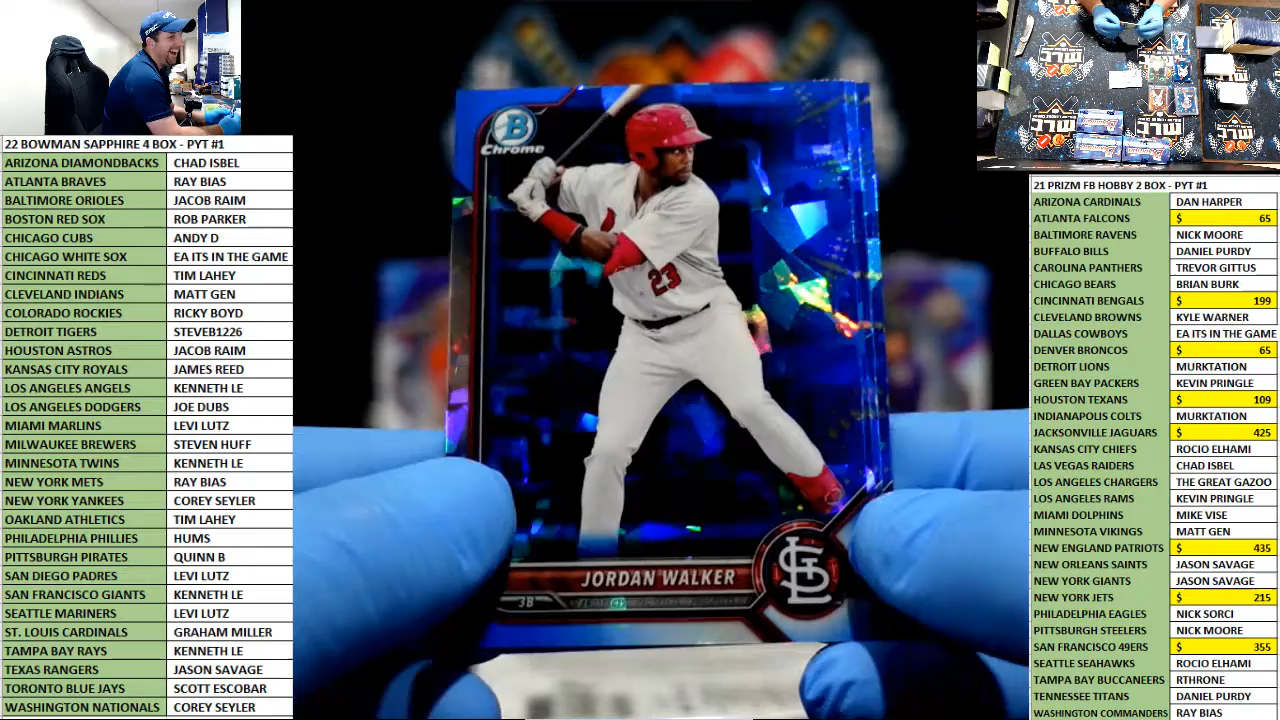 22 BOWMAN SAPPHIRE 4 BOX - PYT #1
ARIZONA DIAMONDBACKS CHAD ISBEL
ATLANTA BRAVES RAY BIAS
BALTIMORE ORIOLES JACOB RAIM
BOSTON RED SOX ROB PARKER
CHICAGO CUBS ANDY D
CHICAGO WHITE SOX EA ITS IN THE GAME
CINCINNATI REDS TIM LAHEY
CLEVELAND INDIANS MATT GEN
COLORADO ROCKIES RICKY BOYD
DETROIT TIGERS STEVEB1226
HOUSTON ASTROS JACOB RAIM
KANSAS CITY ROYALS JAMES REED
LOS ANGELES ANGELS KENNETH LE
LOS ANGELES DODGERS JOE DUBS
MIAMI MARLINS LEVI LUTZ
MILWAUKEE BREWERS STEVEN HUFF
MINNESOTA TWINS KENNETH LE
NEW YORK METS RAY BIAS
NEW YORK YANKEES COREY SEYLER
OAKLAND ATHLETICS TIM LAHEY
PHILADELPHIA PHILLIES HUMS
PITTSBURGH PIRATES QUINN B
SAN DIEGO PADRES LEVI LUTZ
SAN FRANCISCO GIANTS KENNETH LE
SEATTLE MARINERS LEVI LUTZ
ST. LOUIS CARDINALS GRAHAM MILLER
TAMPA BAY RAYS KENNETH LE
TEXAS RANGERS JASON SAVAGE
TORONTO BLUE JAYS SCOTT ESCOBAR
WASHINGTON NATIONALS COREY SEYLER
B
Chrome
23
JORDAN WALKER
3B
STL
21 PRIZM FB HOBBY 2 BOX - PYT #1
ARIZONA CARDINALS DAN HARPER
ATLANTA FALCONS $ 65
BALTIMORE RAVENS NICK MOORE
BUFFALO BILLS DANIEL PURDY
CAROLINA PANTHERS TREVOR GITTUS
CHICAGO BEARS BRIAN BURK
CINCINNATI BENGALS $ 199
CLEVELAND BROWNS KYLE WARNER
DALLAS COWBOYS EA ITS IN THE GAME
DENVER BRONCOS $ 65
DETROIT LIONS MURKTATION
GREEN BAY PACKERS KEVIN PRINGLE
HOUSTON TEXANS $ 109
INDIANAPOLIS COLTS MURKTATION
JACKSONVILLE JAGUARS $ 425
KANSAS CITY CHIEFS ROCIO ELHAMI
LAS VEGAS RAIDERS CHAD ISBEL
LOS ANGELES CHARGERS THE GREAT GAZOO
LOS ANGELES RAMS KEVIN PRINGLE
MIAMI DOLPHINS MIKE VISE
MINNESOTA VIKINGS MATT GEN
NEW ENGLAND PATRIOTS $ 435
NEW ORLEANS SAINTS JASON SAVAGE
NEW YORK GIANTS JASON SAVAGE
NEW YORK JETS $ 215
PHILADELPHIA EAGLES NICK SORCI
PITTSBURGH STEELERS NICK MOORE
SAN FRANCISCO 49ERS $ 355
SEATTLE SEAHAWKS ROCIO ELHAMI
TAMPA BAY BUCCANEERS RTHRONE
TENNESSEE TITANS DANIEL PURDY
WASHINGTON COMMANDERS RAY BIAS